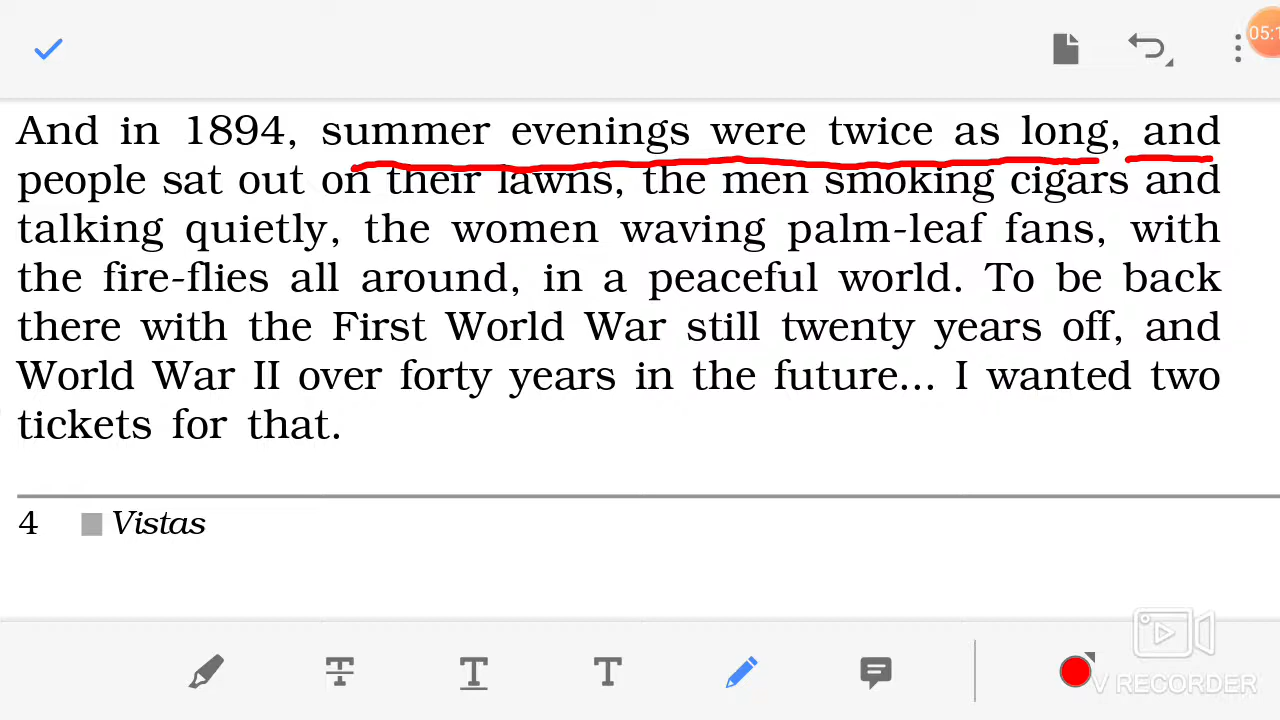 05:1
And in 1894, summer evenings were twice as long, and
people sat out on their lawns, the men smoking cigars and
talking quietly, the women waving palm-leaf fans, with
the fire-flies all around, in a peaceful world. To be back
there with the First World War still twenty years off, and
World War II over forty years in the future... I wanted two
tickets for that.
4 Vistas
T T T
V RECORDER